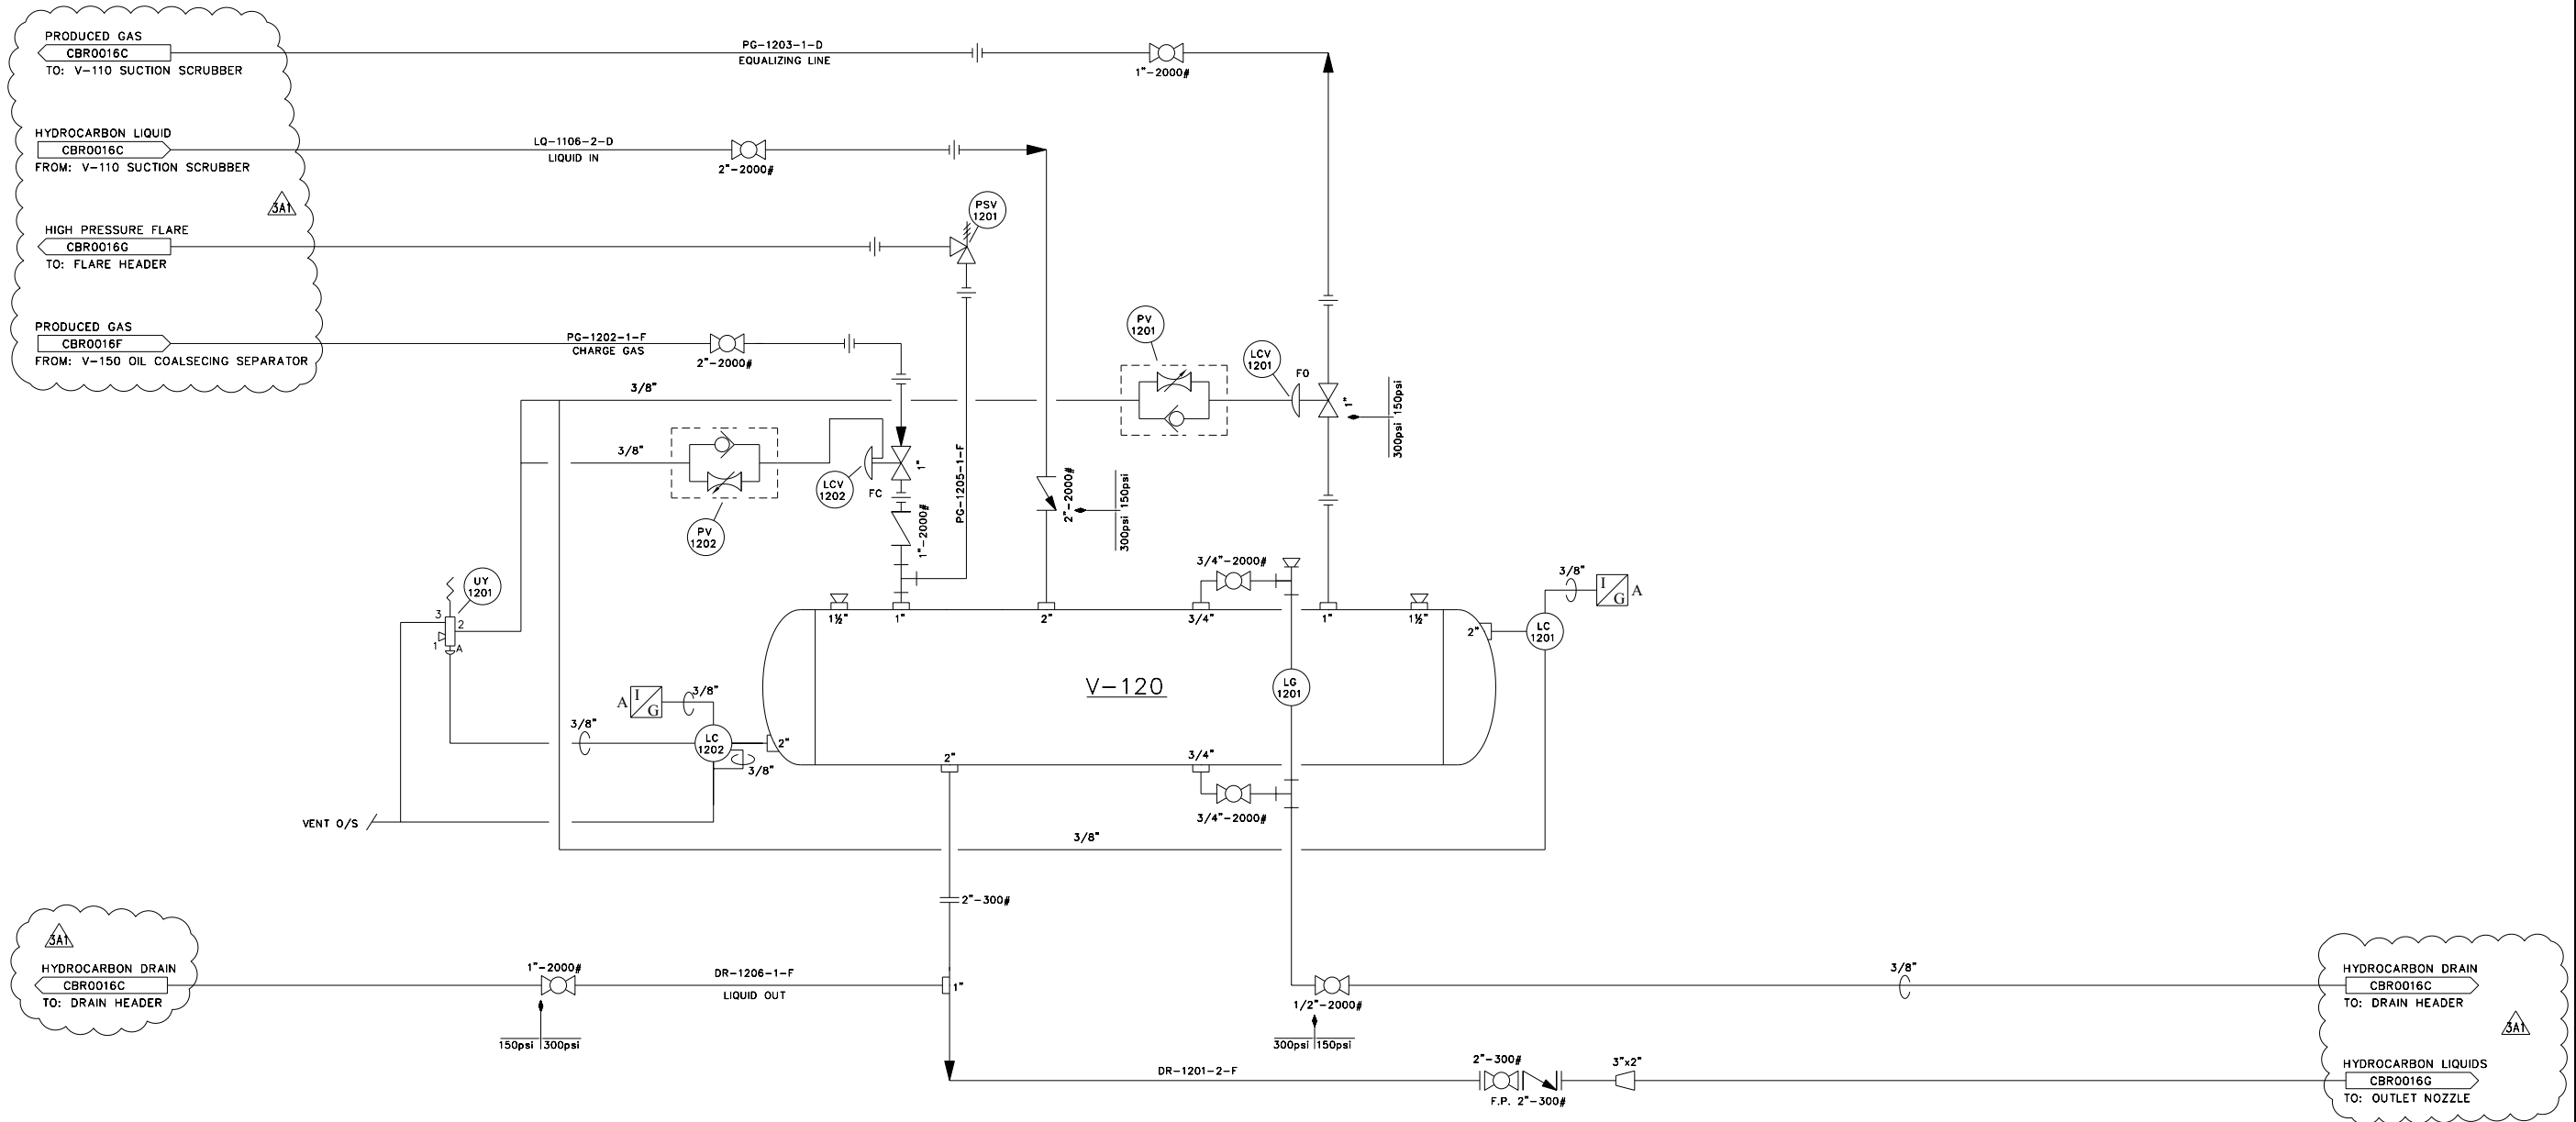 PRODUCED GAS
CBR0016C
TO: V-110 SUCTION SCRUBBER
PG-1203-1-D
EQUALIZING LINE
1"-2000#
HYDROCARBON LIQUID
CBR0016C
FROM: V-110 SUCTION SCRUBBER
LQ-1106-2-D
LIQUID IN
2"-2000#
3A1
PSV
1201
HIGH PRESSURE FLARE
CBR0016G
TO: FLARE HEADER
PRODUCED GAS
CBR0016F
FROM: V-150 OIL COALSECING SEPARATOR
PG-1202-1-F
CHARGE GAS
2"-2000#
PV
1201
LCV
1201
FO
1"
300psi 150psi
3/8"
3/8"
PV
1202
LCV
1202
FC
1"
1"-2000#
PG-1205-1-F
2"-2000#
300psi 150psi
UY
1201
3
2
1
A
3/4"-2000#
3/8"
I
G
A
1½"
1"
2"
3/4"
1"
1½"
2"
LC
1201
V-120
LG
1201
A
I
G
3/8"
3/8"
LC
1202
2"
3/8"
2"
3/4"
3/4"-2000#
VENT O/S
3/8"
2"-300#
3A1
HYDROCARBON DRAIN
CBR0016C
TO: DRAIN HEADER
1"-2000#
150psi 300psi
DR-1206-1-F
LIQUID OUT
1"
1/2"-2000#
300psi 150psi
3/8"
HYDROCARBON DRAIN
CBR0016C
TO: DRAIN HEADER
3A1
DR-1201-2-F
2"-300#
F.P. 2"-300#
3"x2"
HYDROCARBON LIQUIDS
CBR0016G
TO: OUTLET NOZZLE